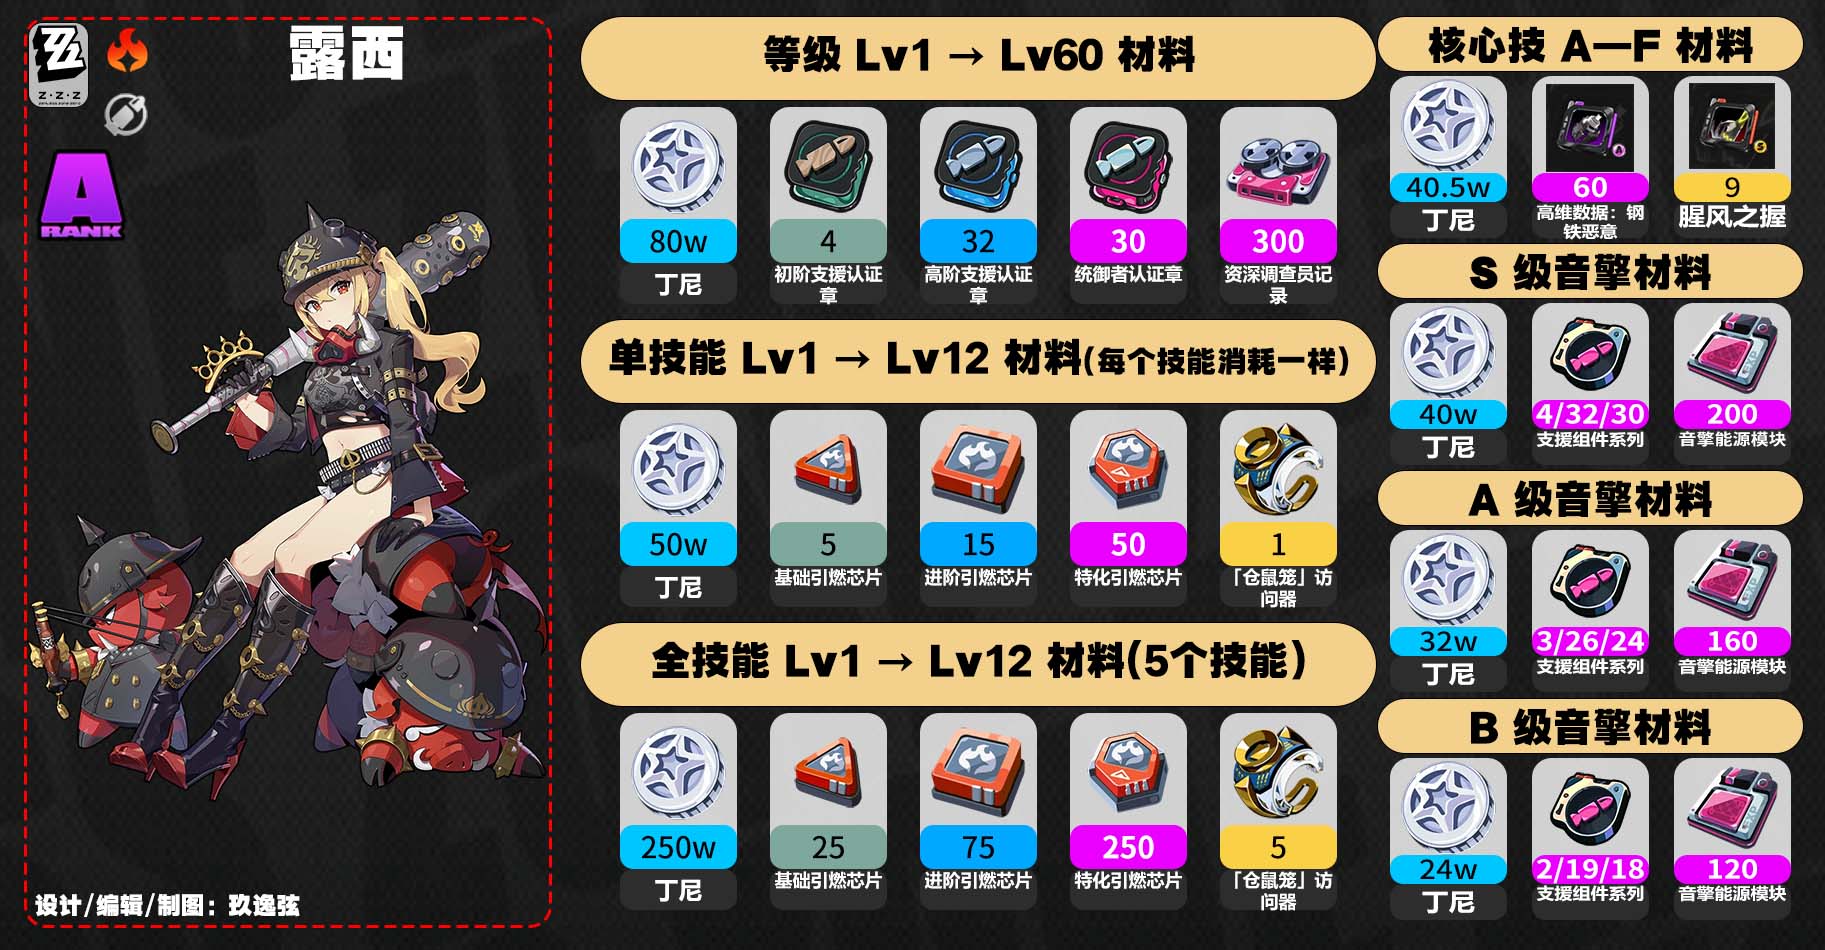 Z·Z·Z
露西
A
RANK
设计/编辑/制图：玖逸弦
等级 Lv1 → Lv60 材料
80w
4
32
30
300
丁尼
初阶支援认证
章
高阶支援认证
章
统御者认证章
资深调查员记
录
单技能 Lv1 → Lv12 材料(每个技能消耗一样)
50w
5
15
50
1
丁尼
基础引燃芯片
进阶引燃芯片
特化引燃芯片
「仓鼠笼」访
问器
全技能 Lv1 → Lv12 材料(5个技能)
250w
25
75
250
5
丁尼
基础引燃芯片
进阶引燃芯片
特化引燃芯片
「仓鼠笼」访
问器
核心技 A—F 材料
40.5w
60
9
丁尼
高维数据：钢
铁恶意
腥风之握
S 级音擎材料
40w
4/32/30
200
丁尼
支援组件系列
音擎能源模块
A 级音擎材料
32w
3/26/24
160
丁尼
支援组件系列
音擎能源模块
B 级音擎材料
24w
2/19/18
120
丁尼
支援组件系列
音擎能源模块